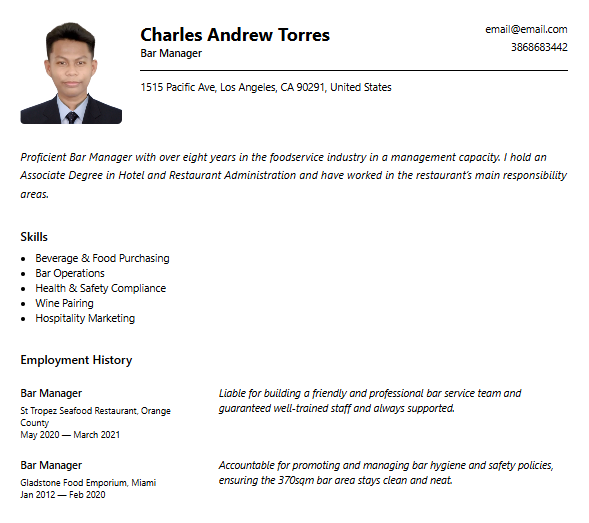 Charles Andrew Torres
Bar Manager
email@email.com
3868683442
1515 Pacific Ave, Los Angeles, CA 90291, United States
Proficient Bar Manager with over eight years in the foodservice industry in a management capacity. I hold an
Associate Degree in Hotel and Restaurant Administration and have worked in the restaurant's main responsibility
areas.
Skills
• Beverage & Food Purchasing
• Bar Operations
• Health & Safety Compliance
• Wine Pairing
• Hospitality Marketing
Employment History
Bar Manager
St Tropez Seafood Restaurant, Orange
County
May 2020 — March 2021
Liable for building a friendly and professional bar service team and
guaranteed well-trained staff and always supported.
Bar Manager
Gladstone Food Emporium, Miami
Jan 2012 — Feb 2020
Accountable for promoting and managing bar hygiene and safety policies,
ensuring the 370sqm bar area stays clean and neat.